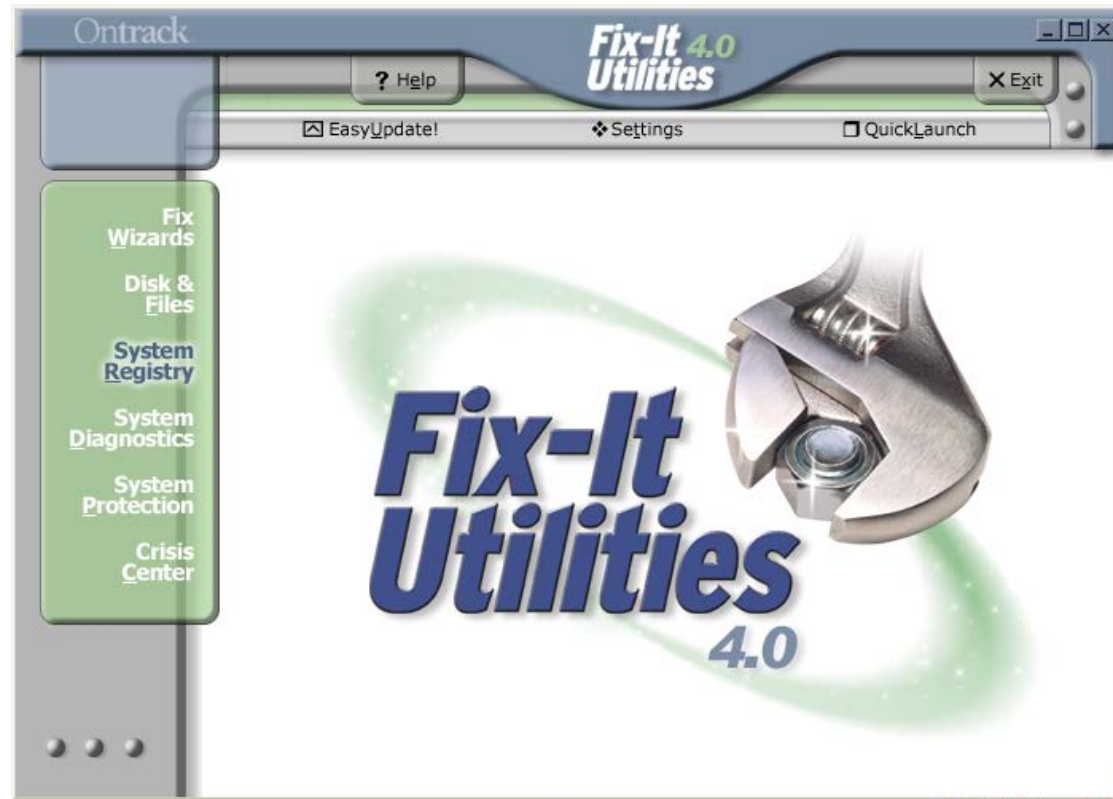 Ontrack
Fix-It 4.0
Utilities
? Help
X Exit
EasyUpdate!
Settings
QuickLaunch
Fix
Wizards
Disk &
Files
System
Registry
System
Diagnostics
System
Protection
Crisis
Center
Fix-It
Utilities
4.0